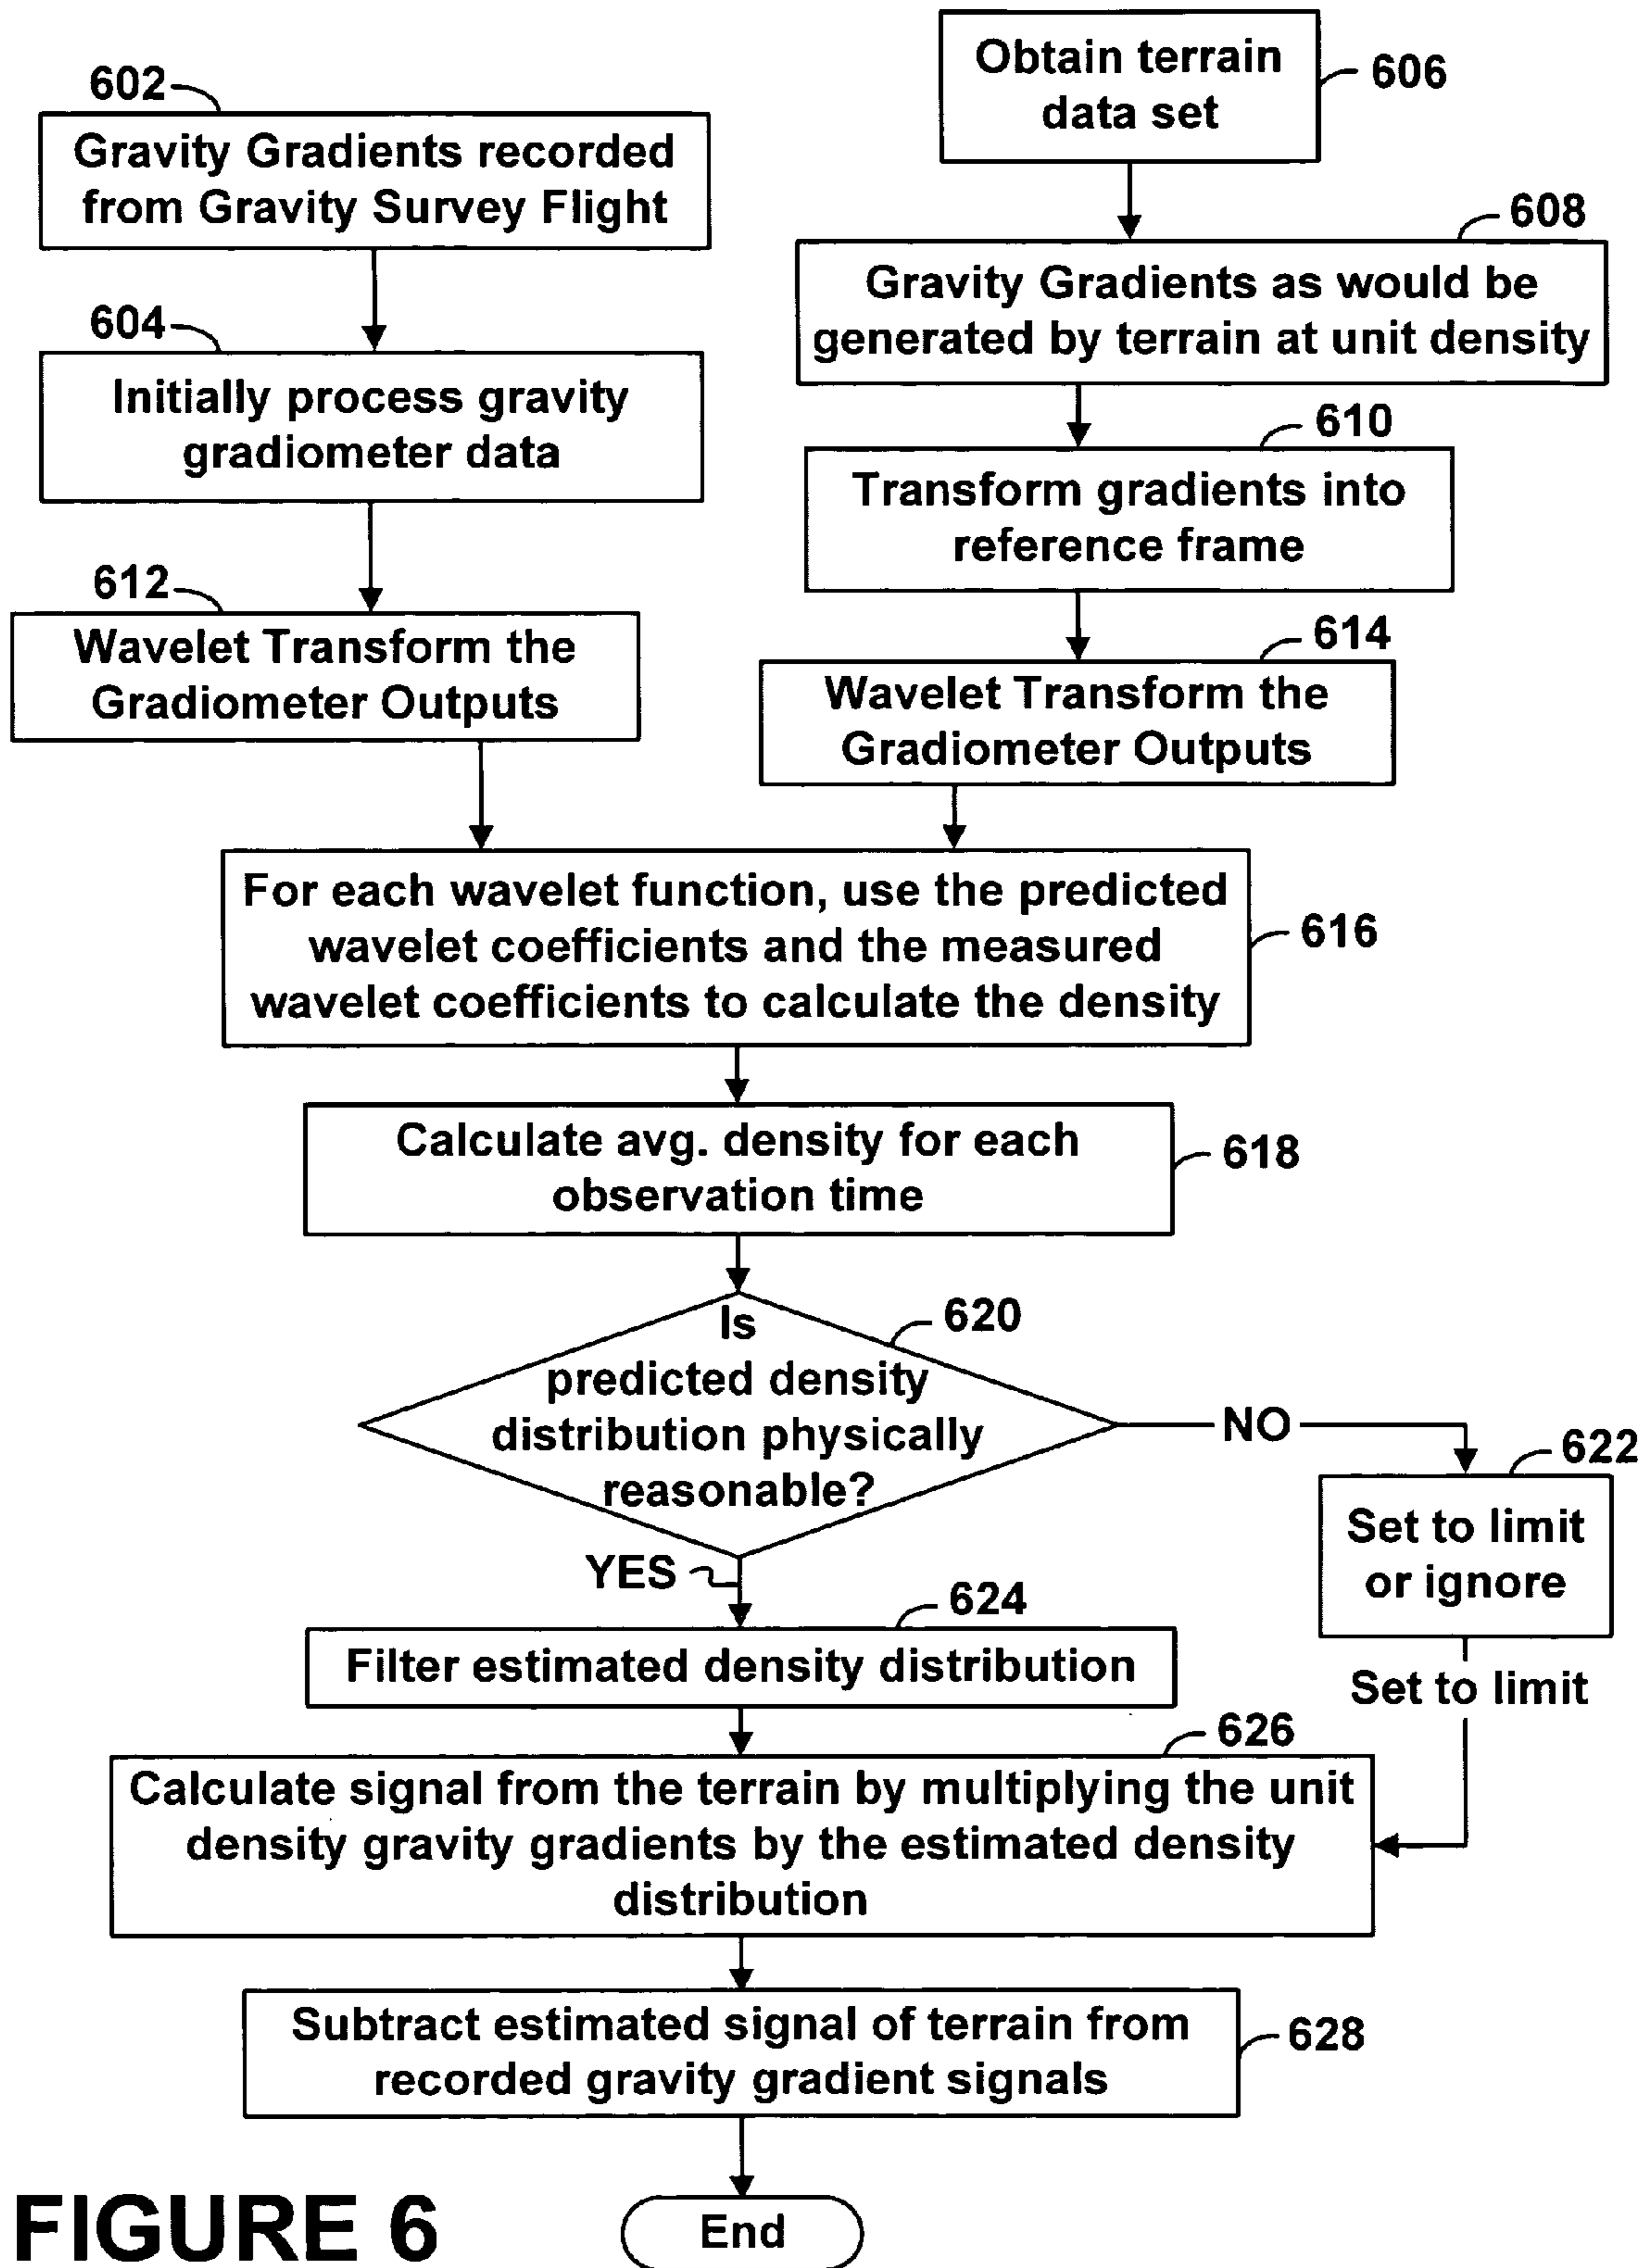 602
Gravity Gradients recorded
from Gravity Survey Flight
604
Initially process gravity
gradiometer data
612
Wavelet Transform the
Gradiometer Outputs
Obtain terrain
data set
606
608
Gravity Gradients as would be
generated by terrain at unit density
610
Transform gradients into
reference frame
614
Wavelet Transform the
Gradiometer Outputs
For each wavelet function, use the predicted
wavelet coefficients and the measured
wavelet coefficients to calculate the density
616
Calculate avg. density for each
observation time
618
Is
predicted density
distribution physically
reasonable?
620
NO
622
Set to limit
or ignore
Set to limit
YES
624
Filter estimated density distribution
626
Calculate signal from the terrain by multiplying the unit
density gravity gradients by the estimated density
distribution
Subtract estimated signal of terrain from
recorded gravity gradient signals
628
End
FIGURE 6